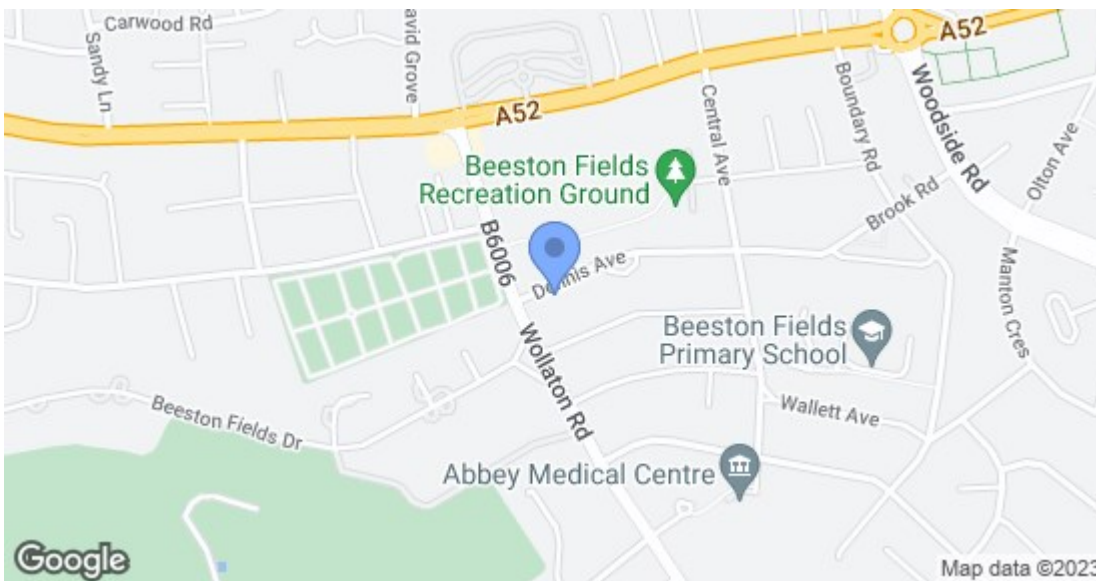 Carwood Rd
Sandy Ln
avid Grove
A52
A52
Woodside Rd
Boundary Rd
Central Ave
Olton Ave
Beeston Fields
Recreation Ground
Brook Rd
B6006
Dennis Ave
Manton Cres
Wollaton Rd
Beeston Fields
Primary School
Wallett Ave
Beeston Fields Dr
Abbey Medical Centre
Google
Map data ©2023